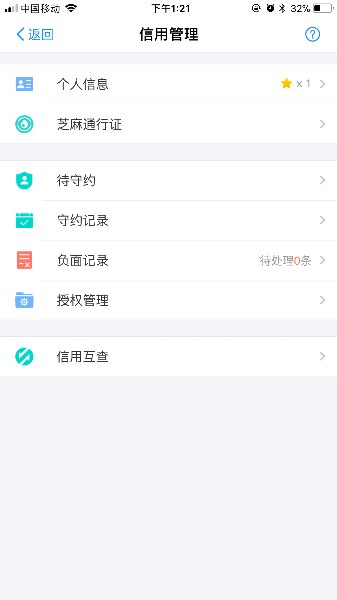 中国移动 下午1:21 32%
返回 信用管理
个人信息 x 1
芝麻通行证
待守约
守约记录
负面记录 待处理0条
授权管理
信用互查